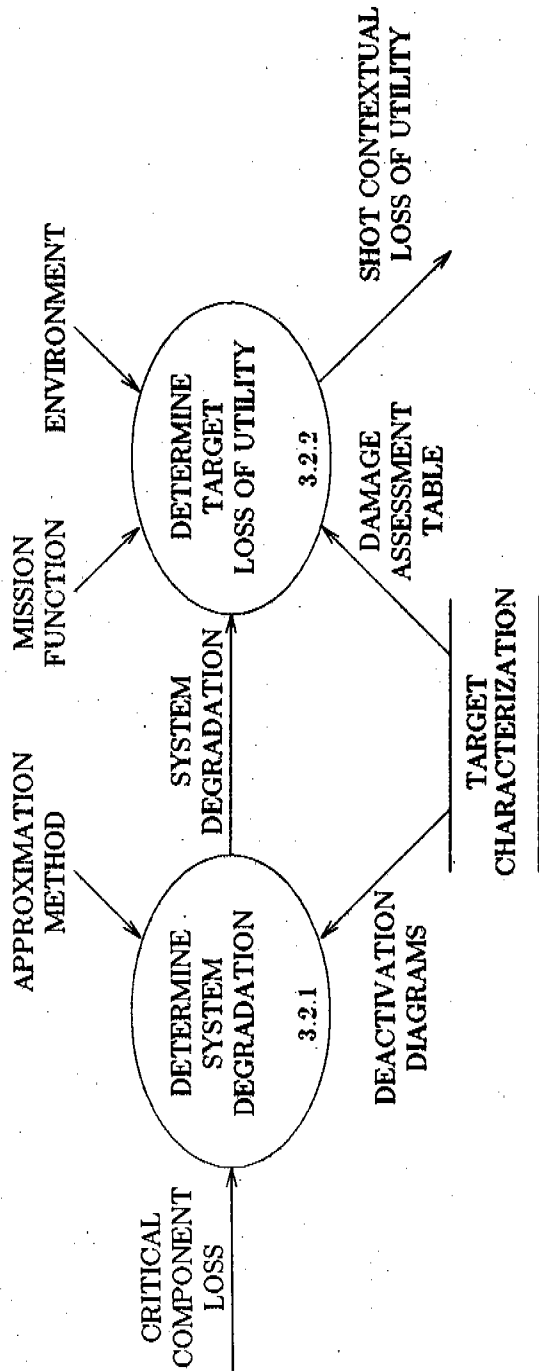 CRITICAL
COMPONENT
LOSS
APPROXIMATION
METHOD
DETERMINE
SYSTEM
DEGRADATION
3.2.1
DEACTIVATION
DIAGRAMS
SYSTEM
DEGRADATION
TARGET
CHARACTERIZATION
MISSION
FUNCTION
ENVIRONMENT
DETERMINE
TARGET
LOSS OF UTILITY
3.2.2
DAMAGE
ASSESSMENT
TABLE
SHOT CONTEXTUAL
LOSS OF UTILITY